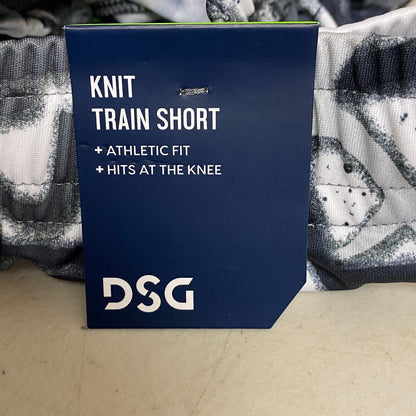 KNIT
TRAIN SHORT
+ ATHLETIC FIT
+ HITS AT THE KNEE
DSG